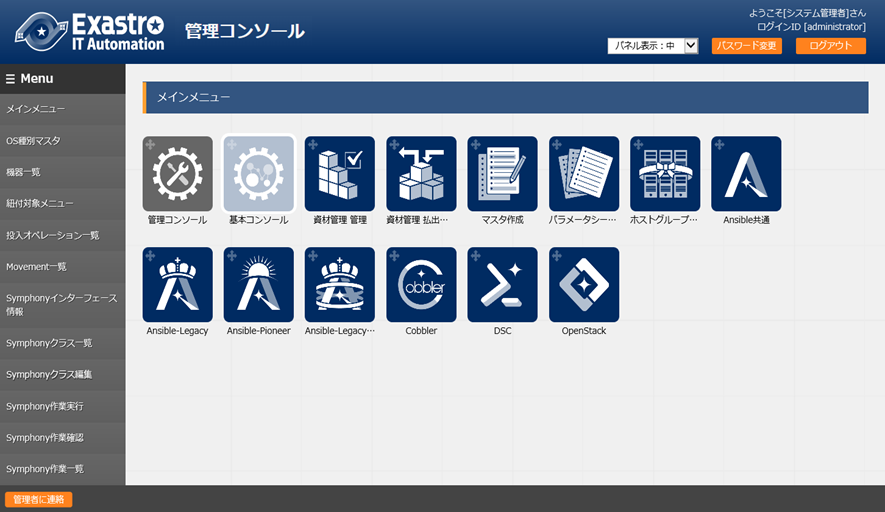 Exastro
IT Automation
管理コンソール
ようこそ[システム管理者]さん
ログインID [administrator]
パネル表示：中
パスワード変更
ログアウト
Menu
メインメニュー
OS種別マスタ
機器一覧
紐付対象メニュー
投入オペレーション一覧
Movement一覧
Symphonyインターフェース
情報
Symphonyクラス一覧
Symphonyクラス編集
Symphony作業実行
Symphony作業確認
Symphony作業一覧
メインメニュー
管理コンソール
基本コンソール
資材管理 管理
資材管理 払出…
マスタ作成
パラメータシー…
ホストグループ…
Ansible共通
Ansible-Legacy
Ansible-Pioneer
Ansible-Legacy…
Cobbler
obbler
DSC
OpenStack
管理者に連絡